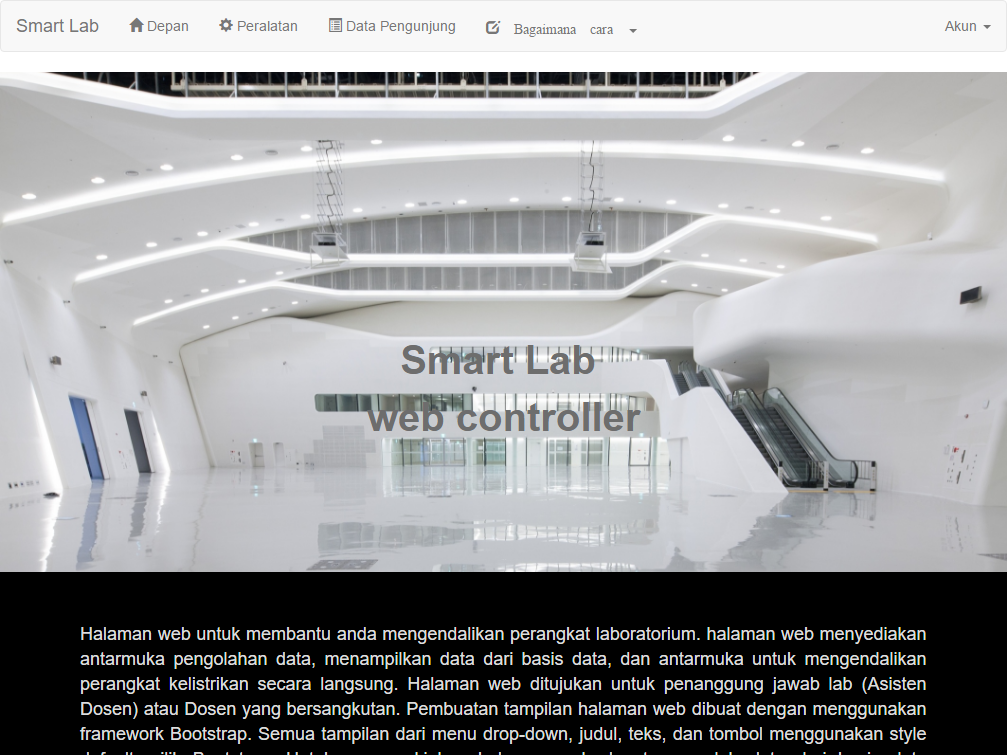 Smart Lab Depan Peralatan Data Pengunjung Bagaimana cara Akun
Smart Lab
web controller
Halaman web untuk membantu anda mengendalikan perangkat laboratorium. halaman web menyediakan
antarmuka pengolahan data, menampilkan data dari basis data, dan antarmuka untuk mengendalikan
perangkat kelistrikan secara langsung. Halaman web ditujukan untuk penanggung jawab lab (Asisten
Dosen) atau Dosen yang bersangkutan. Pembuatan tampilan halaman web dibuat dengan menggunakan
framework Bootstrap. Semua tampilan dari menu drop-down, judul, teks, dan tombol menggunakan style